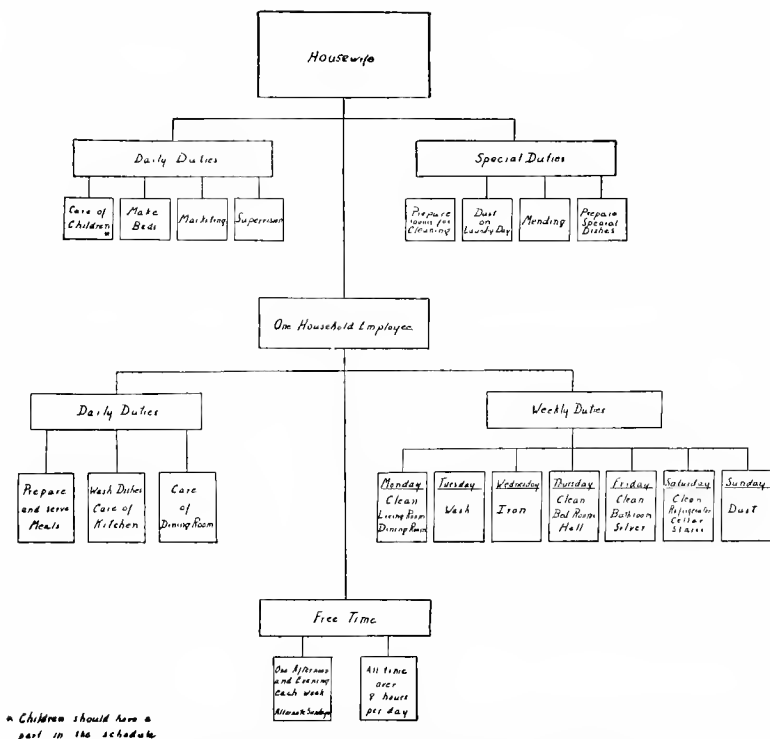 Housewife
Daily Duties
Care of
Children *
Make
Beds
Marketing
Supervision
Special Duties
Prepare
rooms for
Cleaning
Dust
on
Laundry Day
Mending
Prepare
Special
Dishes
One Household Employee
Daily Duties
Prepare
and serve
Meals
Wash Dishes
Care of
Kitchen
Care
of
Dining Room
Weekly Duties
Monday
Clean
Living Room
Dining Room
Tuesday
Wash
Wednesday
Iron
Thursday
Clean
Bed Rooms
Hall
Friday
Clean
Bathroom
Silver
Saturday
Clean
Refrigerator
Cellar
Stairs
Sunday
Dust
Free Time
One Afternoon
and Evening
each week
Alternate Sundays
All time
over
8 hours
per day
* Children should have a
part in the schedule